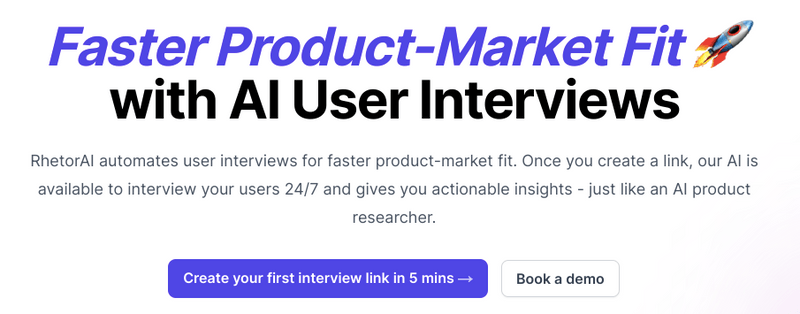 Faster Product-Market Fit 🚀
with AI User Interviews
RhetorAI automates user interviews for faster product-market fit. Once you create a link, our AI is
available to interview your users 24/7 and gives you actionable insights - just like an AI product
researcher.
Create your first interview link in 5 mins →
Book a demo